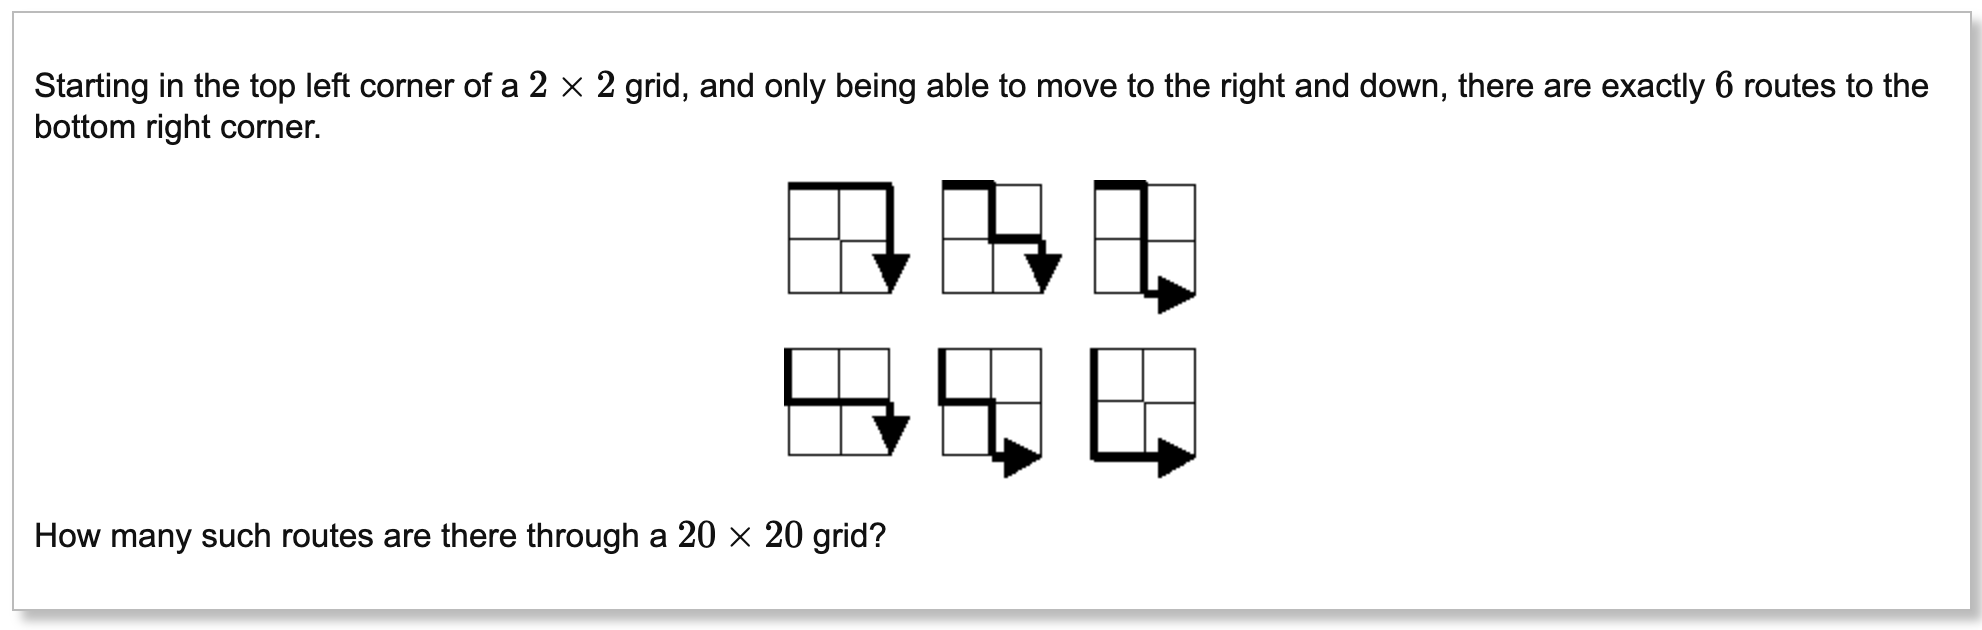 Starting in the top left corner of a 2 × 2 grid, and only being able to move to the right and down, there are exactly 6 routes to the
bottom right corner.
How many such routes are there through a 20 × 20 grid?